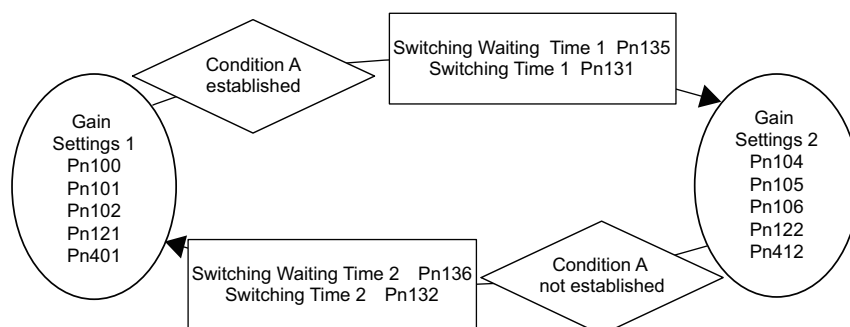 Condition A
established
Switching Waiting Time 1 Pn135
Switching Time 1 Pn131
Gain
Settings 1
Pn100
Pn101
Pn102
Pn121
Pn401
Gain
Settings 2
Pn104
Pn105
Pn106
Pn122
Pn412
Switching Waiting Time 2 Pn136
Switching Time 2 Pn132
Condition A
not established